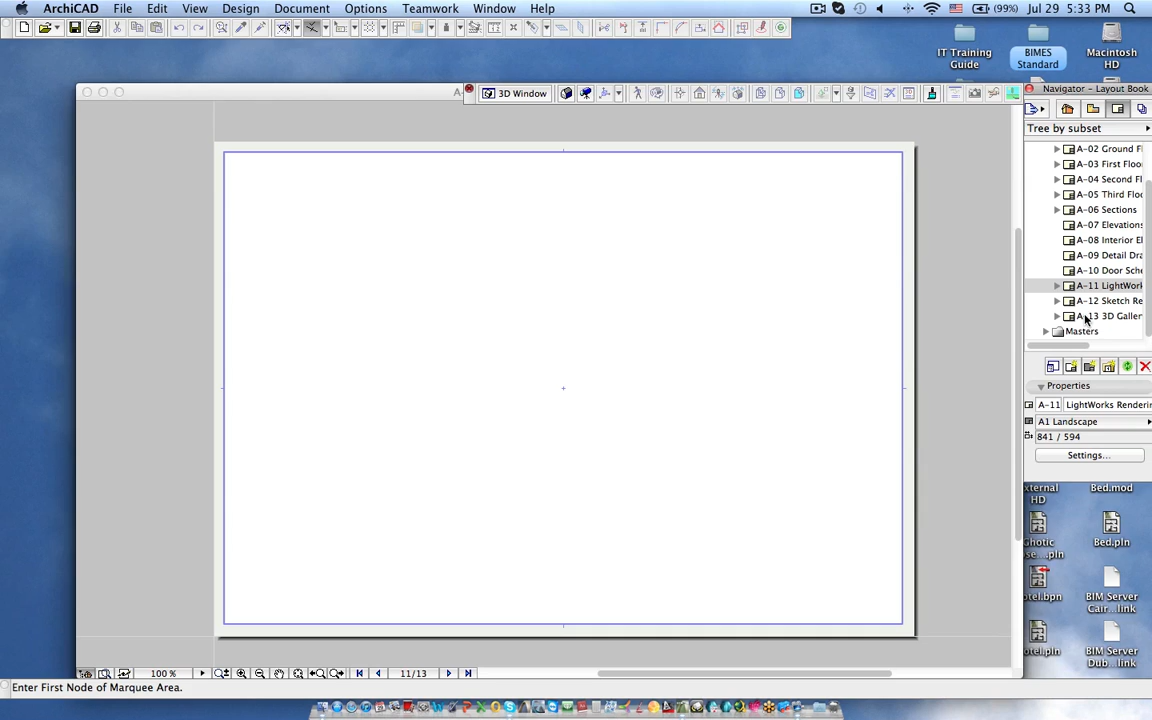 ArchiCAD File Edit View Design Document Options Teamwork Window Help
(99%) Jul 29 5:33 PM
IT Training Guide
BIMES Standard
Macintosh HD
3D Window
Navigator - Layout Book
Tree by subset
A-02 Ground F
A-03 First Floo
A-04 Second Fl
A-05 Third Floo
A-06 Sections
A-07 Elevations
A-08 Interior El
A-09 Detail Dra
A-10 Door Sche
A-11 LightWork
A-12 Sketch Re
A-13 3D Galler
Masters
Properties
A-11 LightWorks Renderin
A1 Landscape
841 / 594
Settings...
xternal HD
Bed.mod
Ghotic
se....pln
Bed.pln
otel.bpn
BIM Server
Cair...link
otel.pln
BIM Server
Dub...link
100 %
11/13
Enter First Node of Marquee Area.